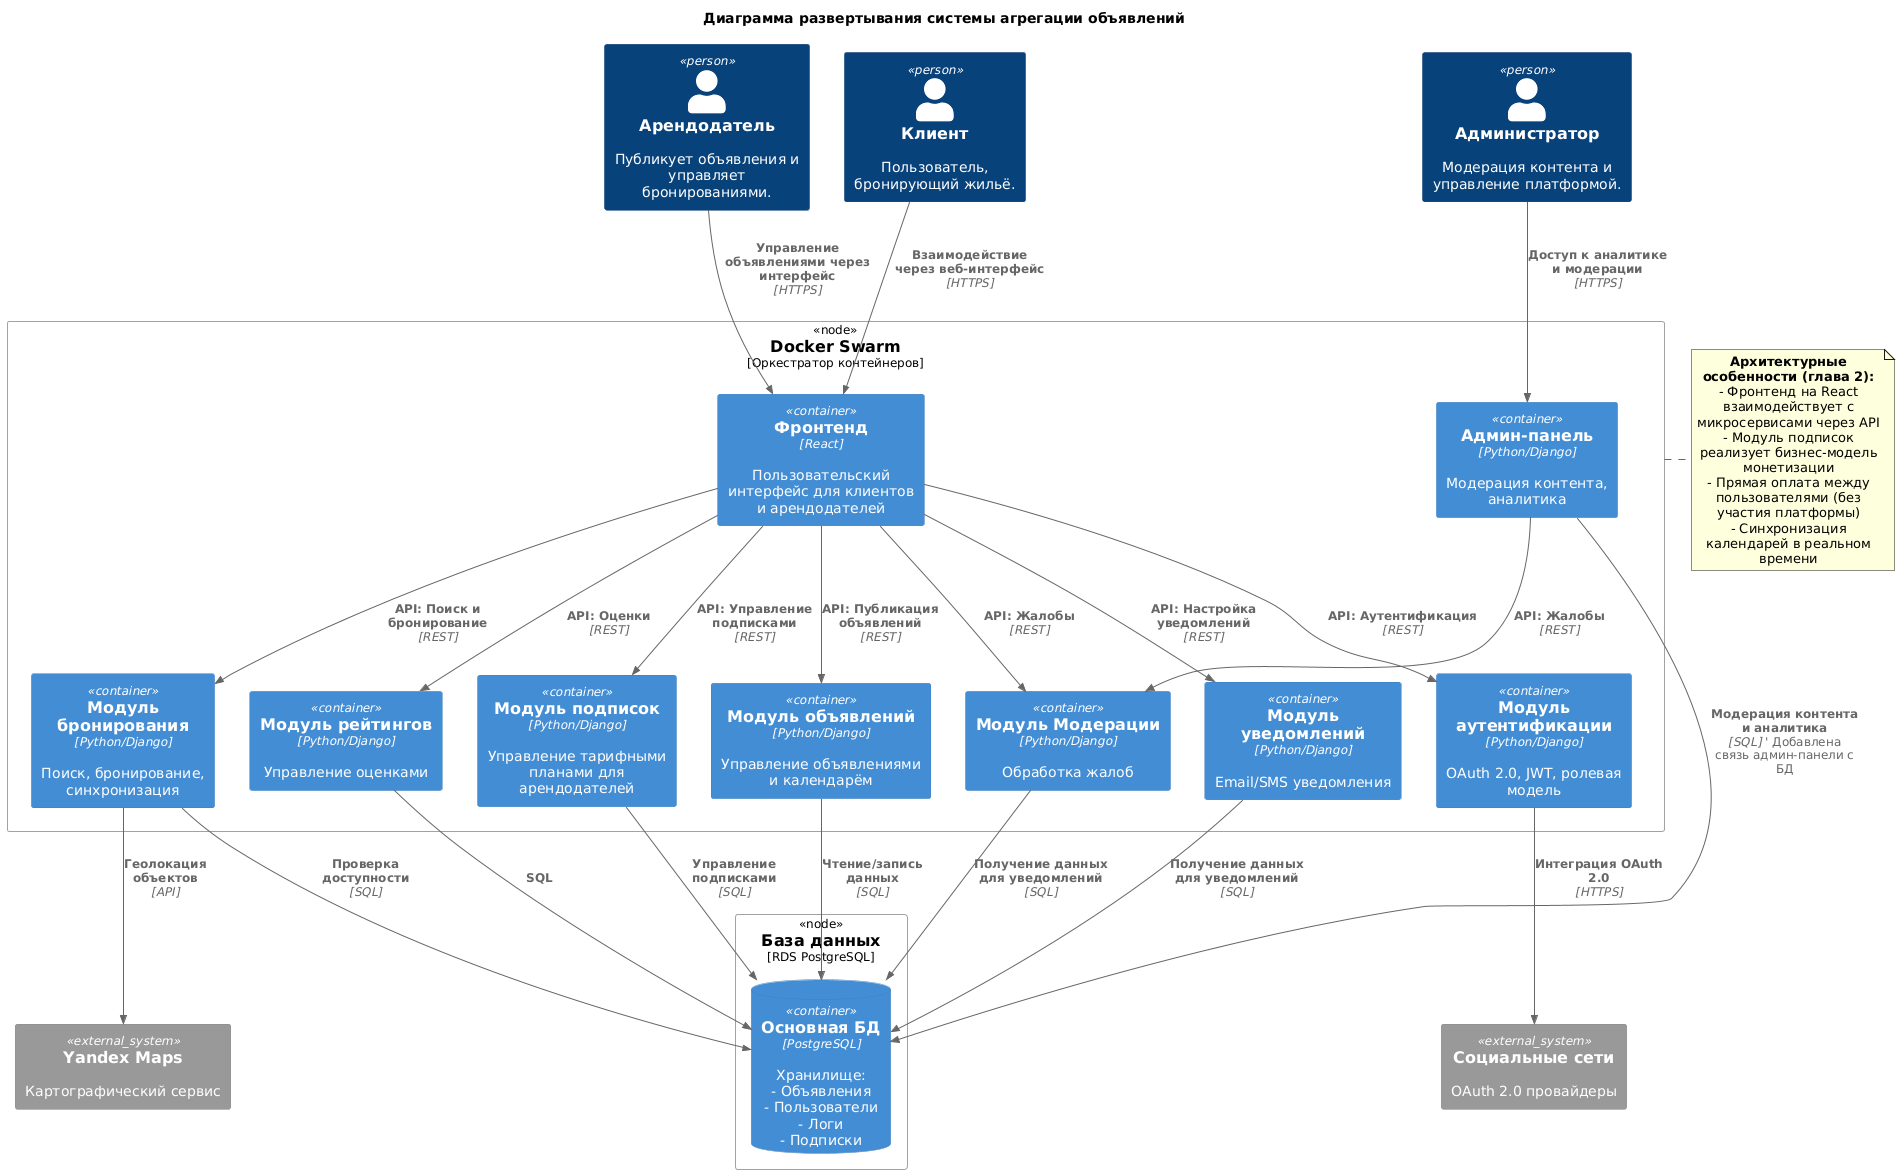 Диаграмма развертывания системы агрегации объявлений
«person»
Арендодатель
Публикует объявления и
управляет
бронированиями.
«person»
Клиент
Пользователь,
бронирующий жильё.
«person»
Администратор
Модерация контента и
управление платформой.
Управление
объявлениями через
интерфейс
[HTTPS]
Взаимодействие
через веб-интерфейс
[HTTPS]
Доступ к аналитике
и модерации
[HTTPS]
«node»
Docker Swarm
[Оркестратор контейнеров]
Архитектурные
особенности (глава 2):
- Фронтенд на React
взаимодействует с
микросервисами через API
- Модуль подписок
реализует бизнес-модель
монетизации
- Прямая оплата между
пользователями (без
участия платформы)
- Синхронизация
календарей в реальном
времени
«container»
Фронтенд
[React]
Пользовательский
интерфейс для клиентов
и арендодателей
«container»
Админ-панель
[Python/Django]
Модерация контента,
аналитика
API: Поиск и
бронирование
[REST]
API: Оценки
[REST]
API: Управление
подписками
[REST]
API: Публикация
объявлений
[REST]
API: Жалобы
[REST]
API: Настройка
уведомлений
[REST]
API: Аутентификация
[REST]
API: Жалобы
[REST]
Модерация контента
и аналитика
[SQL] ' Добавлена
связь админ-панели с
БД
«container»
Модуль
бронирования
[Python/Django]
Поиск, бронирование,
синхронизация
«container»
Модуль рейтингов
[Python/Django]
Управление оценками
«container»
Модуль подписок
[Python/Django]
Управление тарифными
планами для
арендодателей
«container»
Модуль объявлений
[Python/Django]
Управление объявлениями
и календарём
«container»
Модуль Модерации
[Python/Django]
Обработка жалоб
«container»
Модуль
уведомлений
[Python/Django]
Email/SMS уведомления
«container»
Модуль
аутентификации
[Python/Django]
OAuth 2.0, JWT, ролевая
модель
Геолокация
объектов
[API]
Проверка
доступности
[SQL]
SQL
Управление
подписками
[SQL]
Чтение/запись
данных
[SQL]
Получение данных
для уведомлений
[SQL]
Получение данных
для уведомлений
[SQL]
Интеграция OAuth
2.0
[HTTPS]
«node»
База данных
[RDS PostgreSQL]
«container»
Основная БД
[PostgreSQL]
Хранилище:
- Объявления
- Пользователи
- Логи
- Подписки
«external_system»
Yandex Maps
Картографический сервис
«external_system»
Социальные сети
OAuth 2.0 провайдеры